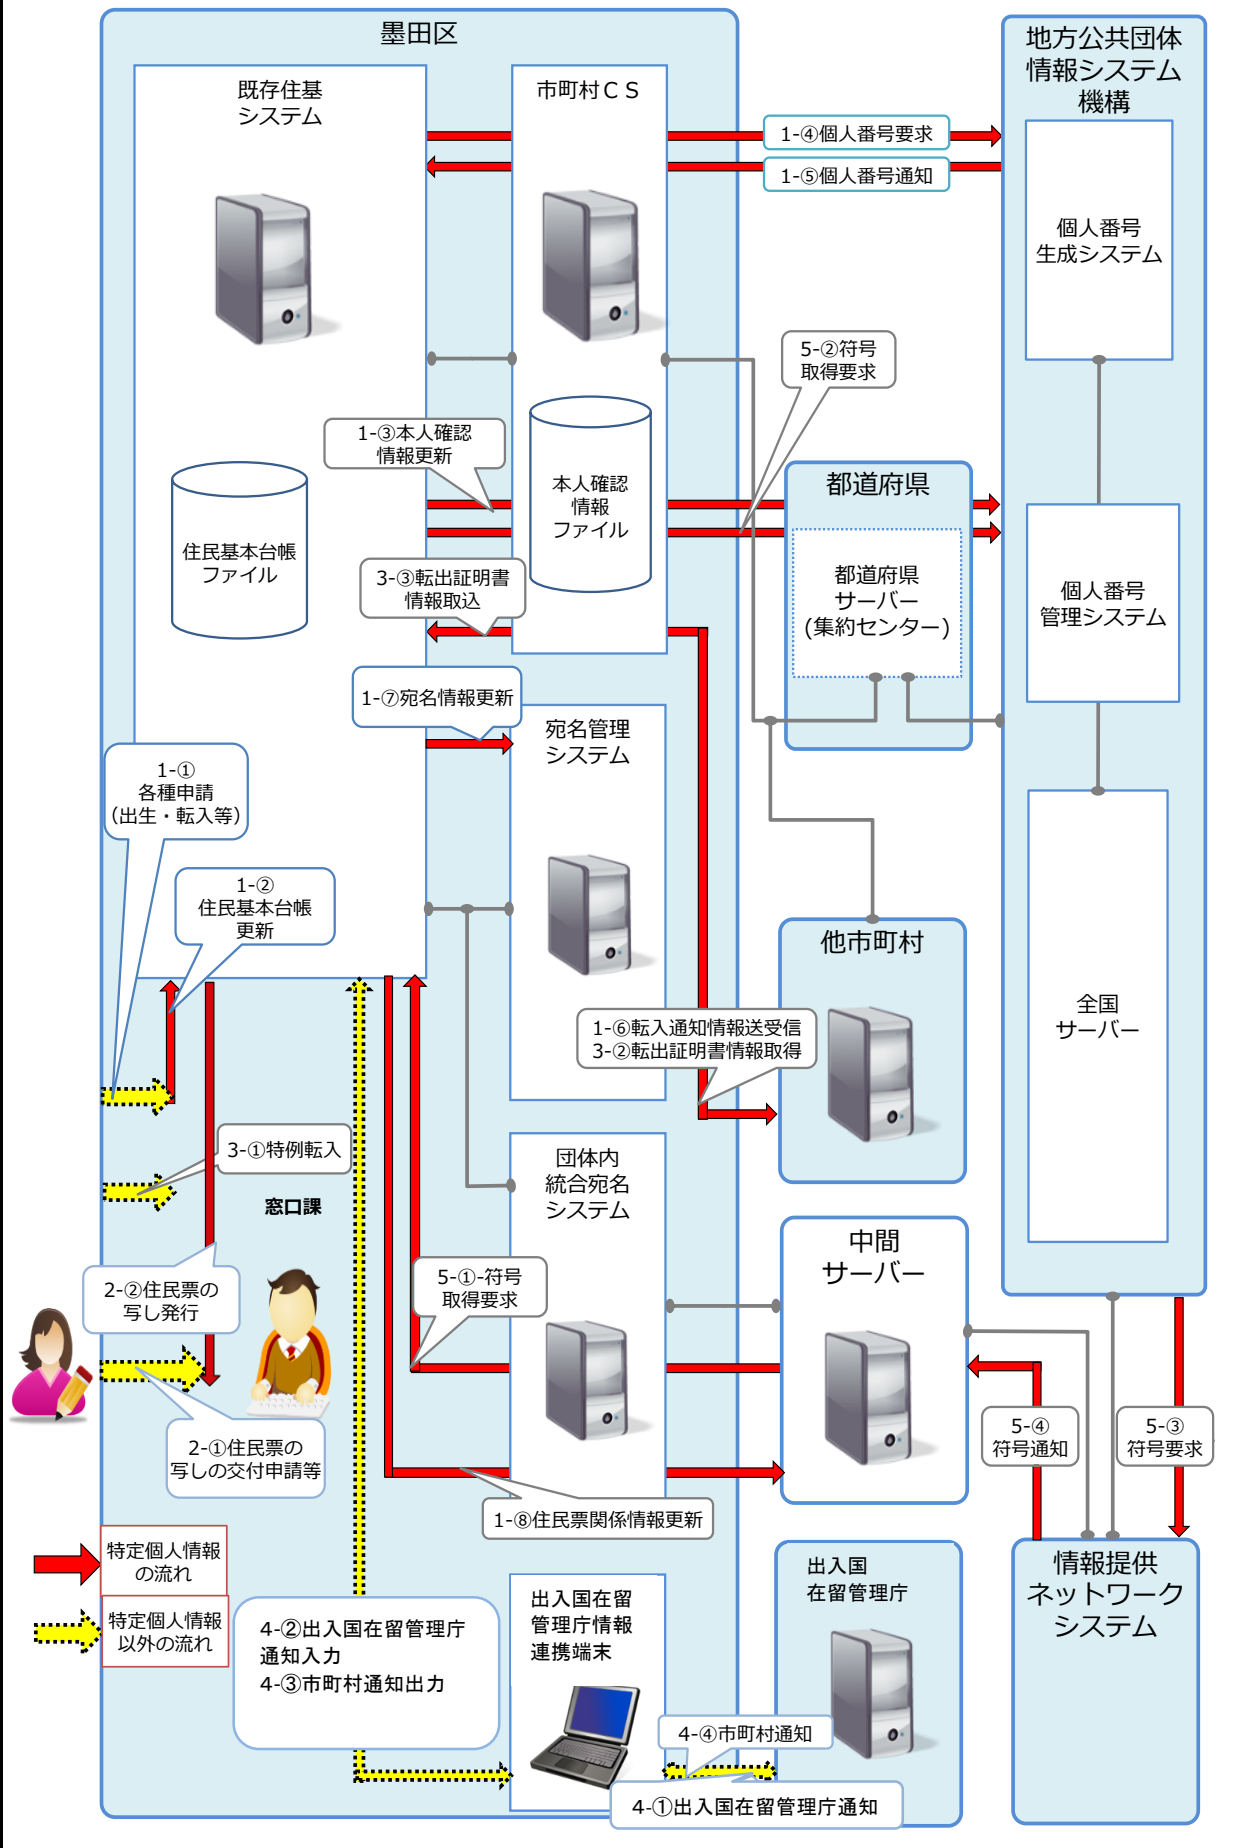 墨田区
既存住基
システム
市町村ＣＳ
1-④個人番号要求
1-⑤個人番号通知
地方公共団体
情報システム
機構
個人番号
生成システム
5-②符号
取得要求
1-③本人確認
情報更新
本人確認
情報
ファイル
住民基本台帳
ファイル
3-③転出証明書
情報取込
都道府県
都道府県
サーバー
(集約センター)
個人番号
管理システム
1-⑦宛名情報更新
宛名管理
システム
1-①
各種申請
（出生・転入等）
1-②
住民基本台帳
更新
他市町村
全国
サーバー
1-⑥転入通知情報送受信
3-②転出証明書情報取得
3-①特例転入
窓口課
団体内
統合宛名
システム
中間
サーバー
5-①-符号
取得要求
2-②住民票の
写し発行
2-①住民票の
写しの交付申請等
5-④
符号通知
5-③
符号要求
1-⑧住民票関係情報更新
特定個人情報
の流れ
特定個人情報
以外の流れ
4-②出入国在留管理庁
通知入力
4-③市町村通知出力
出入国在留
管理庁情報
連携端末
出入国
在留管理庁
情報提供
ネットワーク
システム
4-④市町村通知
4-①出入国在留管理庁通知